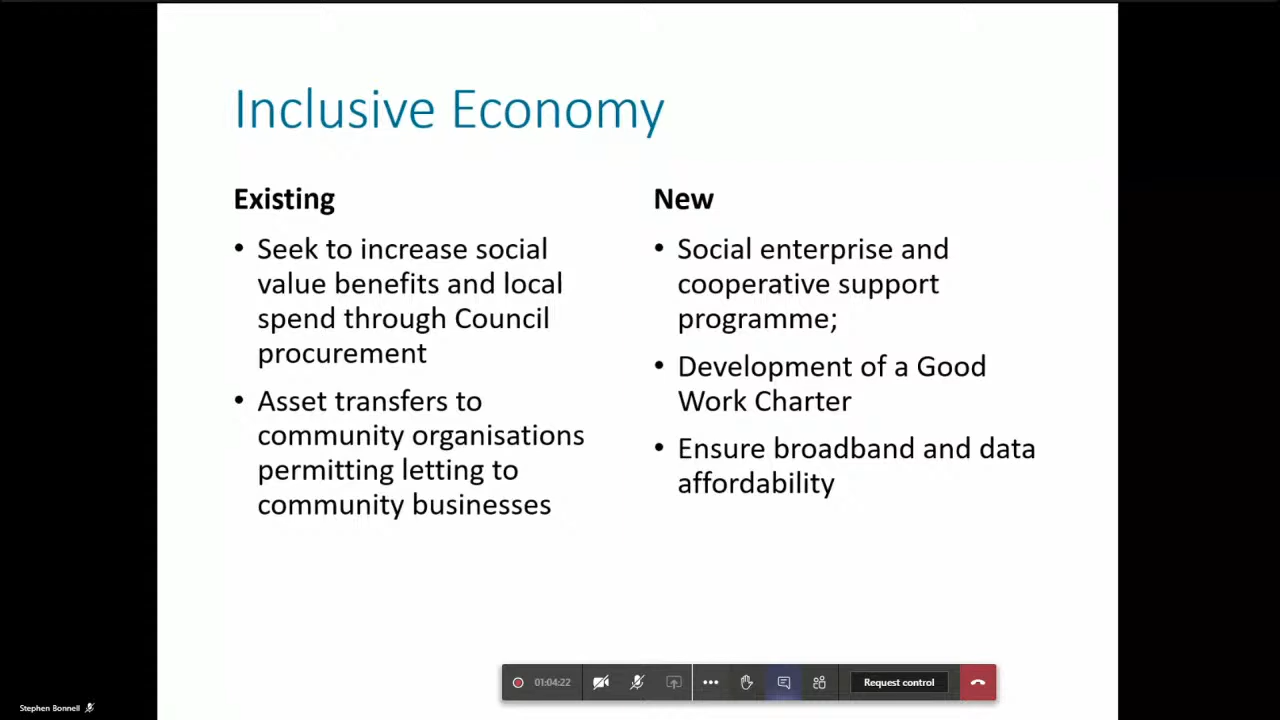 Inclusive Economy
Existing
• Seek to increase social
value benefits and local
spend through Council
procurement
• Asset transfers to
community organisations
permitting letting to
community businesses
New
• Social enterprise and
cooperative support
programme;
• Development of a Good
Work Charter
• Ensure broadband and data
affordability
01:04:22
Request control
Stephen Bonnell